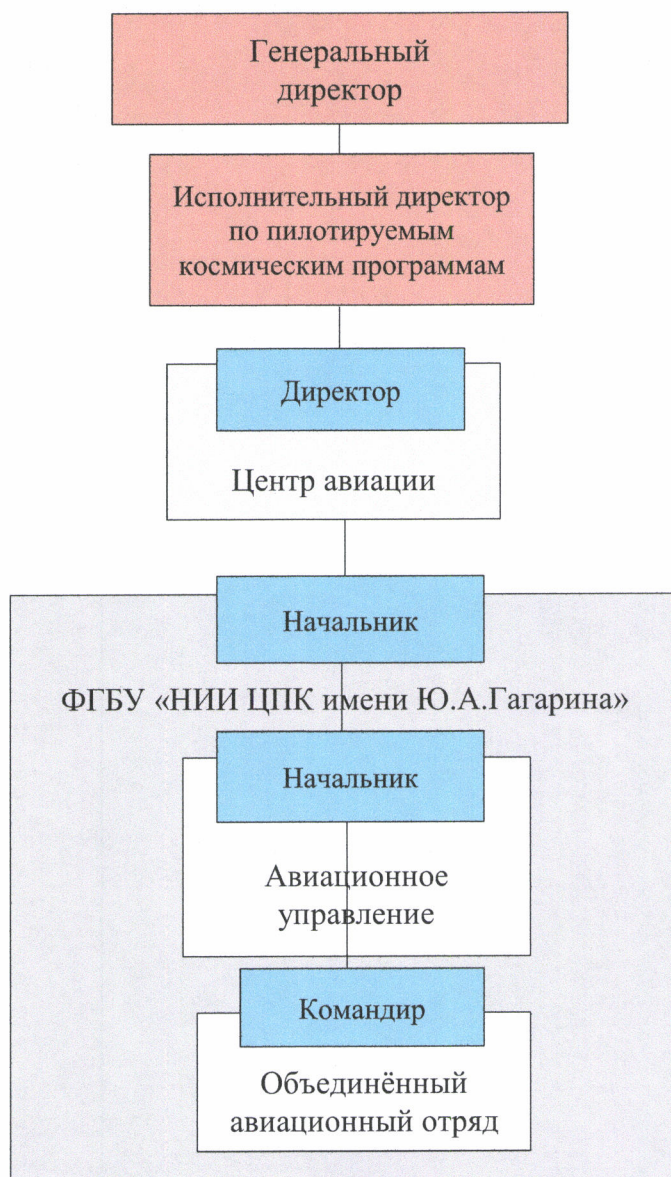 Генеральный
директор
Исполнительный директор
по пилотируемым
космическим программам
Директор
Центр авиации
Начальник
ФГБУ «НИИ ЦПК имени Ю.А.Гагарина»
Начальник
Авиационное
управление
Командир
Объединённый
авиационный отряд